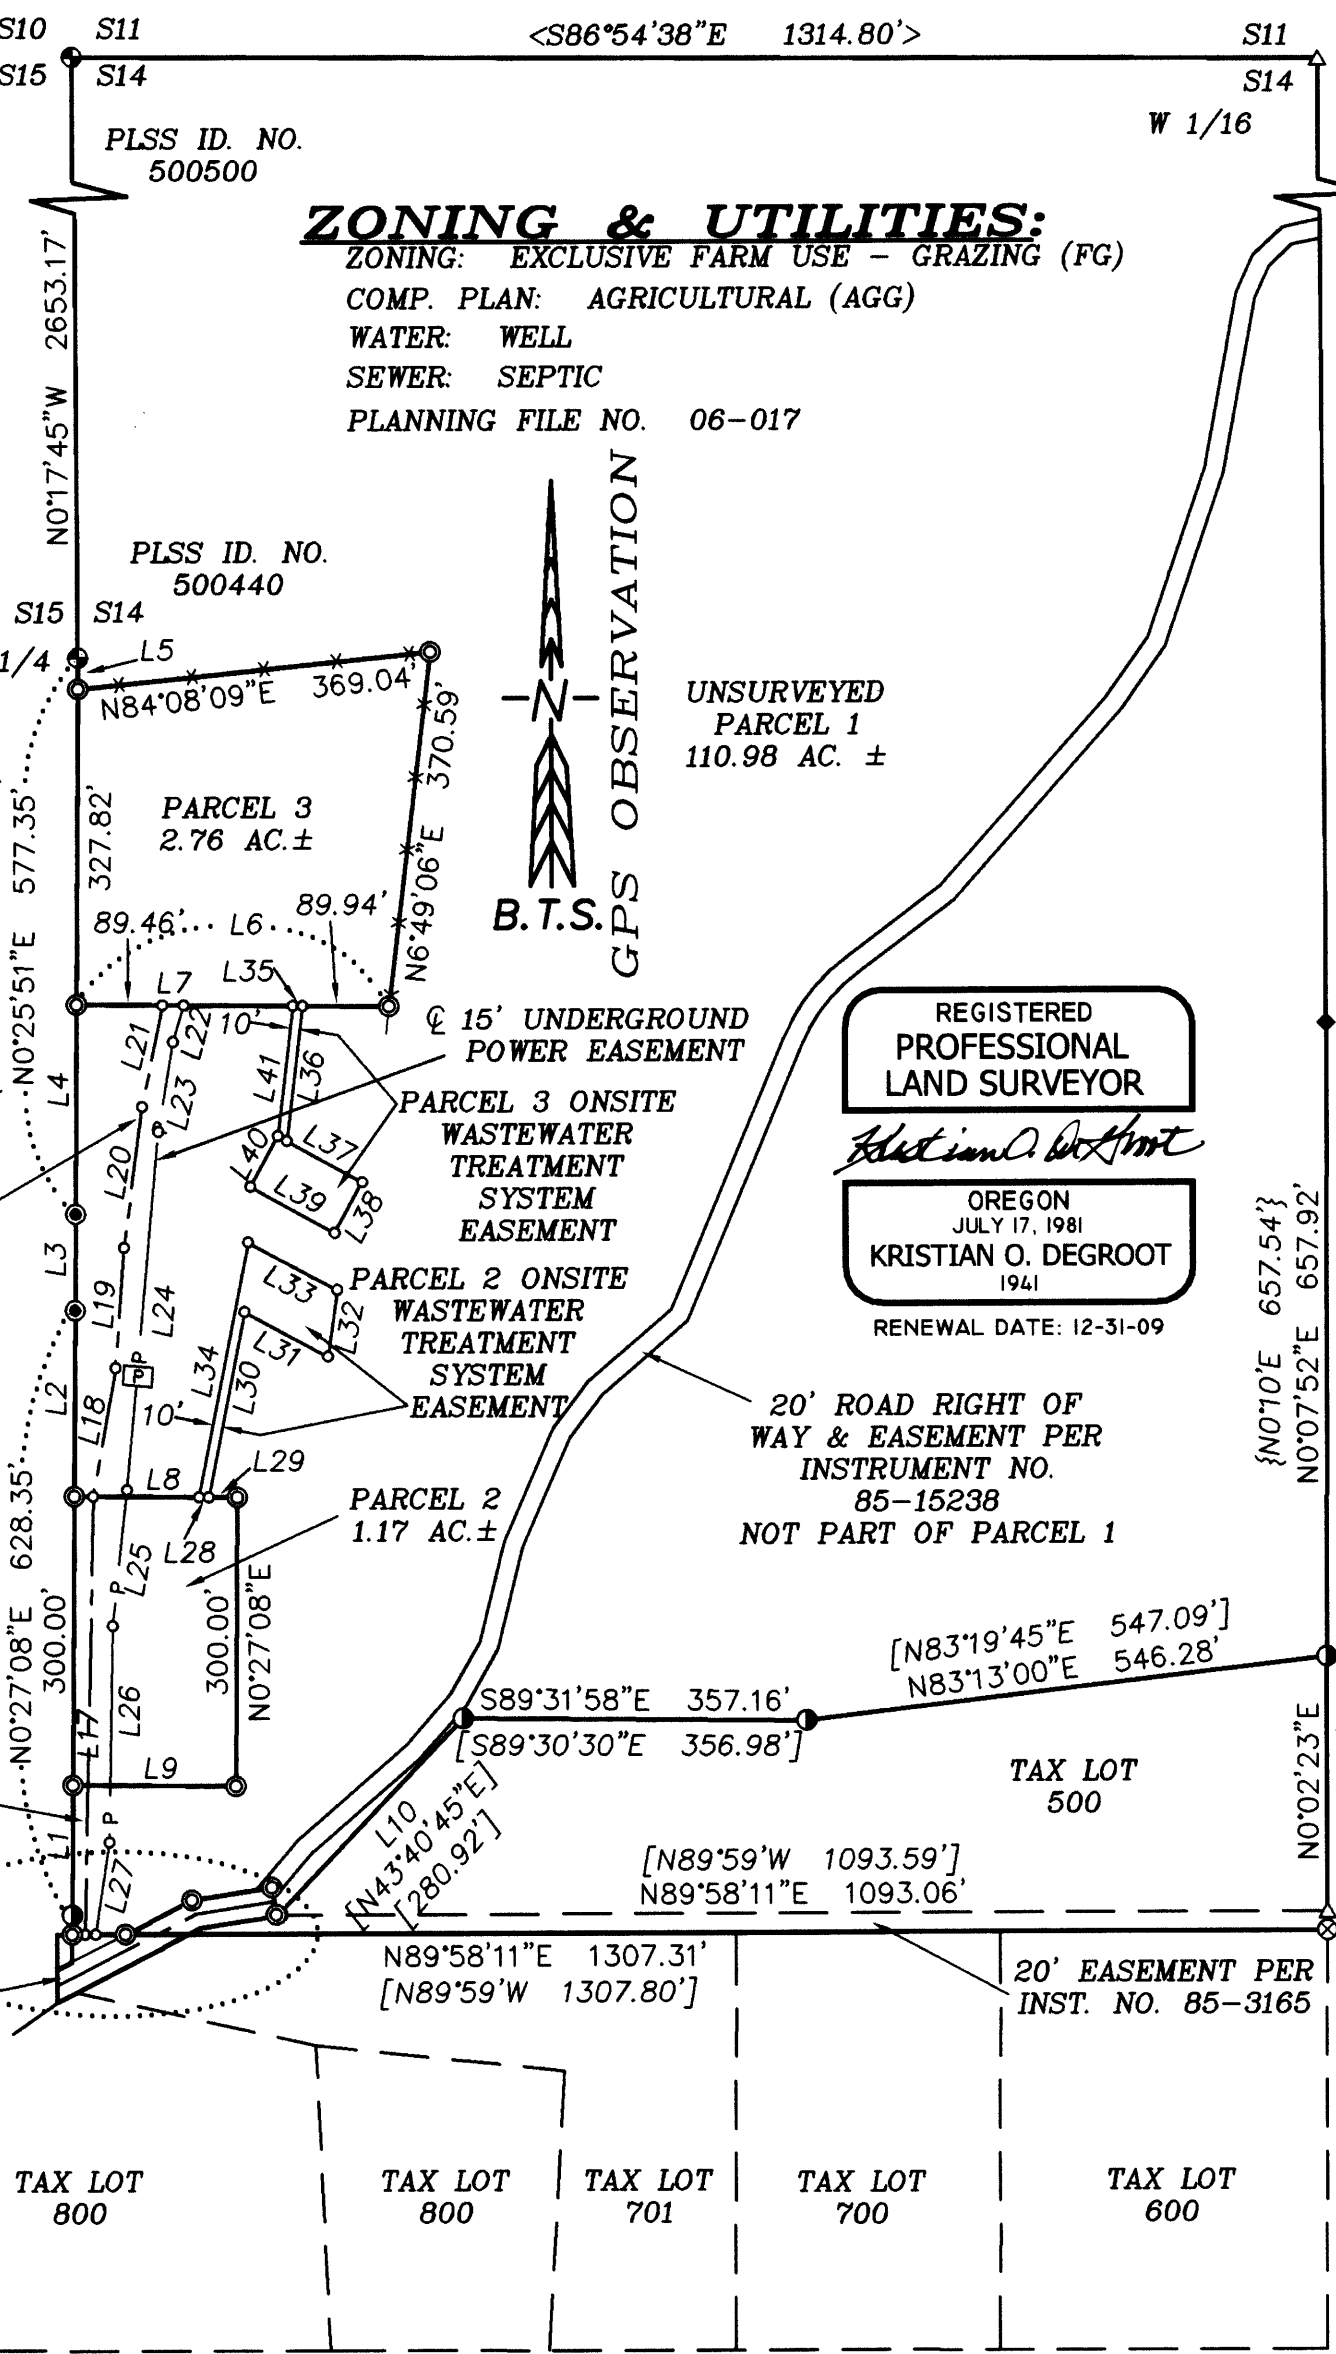 S10 S11
<S86°54'38"E 1314.80'>
S11
S15 S14
S14
W 1/16
PLSS ID. NO.
500500
ZONING & UTILITIES:
ZONING: EXCLUSIVE FARM USE - GRAZING (FG)
COMP. PLAN: AGRICULTURAL (AGG)
WATER: WELL
SEWER: SEPTIC
PLANNING FILE NO. 06-017
N0°17'45"W 2653.17'
GPS OBSERVATION
N
B.T.S.
PLSS ID. NO.
500440
S15 S14
1/4
L5
N84°08'09"E 369.04'
N6°49'06"E 370.59'
UNSURVEYED
PARCEL 1
110.98 AC. ±
PARCEL 3
2.76 AC.±
327.82'
N0°25'51"E 577.35'
89.46'
L6
89.94'
L7
L35
10'
L21
L22
L23
L41
L36
L4
℄ 15' UNDERGROUND
POWER EASEMENT
PARCEL 3 ONSITE
WASTEWATER
TREATMENT
SYSTEM
EASEMENT
L20
L40
L37
L39
L38
L3
L19
L24
L33
L32
L31
L34
L30
PARCEL 2 ONSITE
WASTEWATER
TREATMENT
SYSTEM
EASEMENT
REGISTERED
PROFESSIONAL
LAND SURVEYOR
Kristian O. DeGroot
OREGON
JULY 17, 1981
KRISTIAN O. DEGROOT
1941
RENEWAL DATE: 12-31-09
{N0°10'E 657.54'}
N0°07'52"E 657.92'
P
P
L2
L18
10'
L8
L29
L28
20' ROAD RIGHT OF
WAY & EASEMENT PER
INSTRUMENT NO.
85-15238
NOT PART OF PARCEL 1
PARCEL 2
1.17 AC.±
N0°27'08"E 628.35'
300.00'
L25
P
300.00'
N0°27'08"E
L17
L26
L9
P
L1
L27
[N83°19'45"E 547.09']
N83°13'00"E 546.28'
S89°31'58"E 357.16'
[S89°30'30"E 356.98']
L10
[N43°40'45"E]
[280.92']
TAX LOT
500
N0°02'23"E
[N89°59'W 1093.59']
N89°58'11"E 1093.06'
N89°58'11"E 1307.31'
[N89°59'W 1307.80']
20' EASEMENT PER
INST. NO. 85-3165
TAX LOT
800
TAX LOT
800
TAX LOT
701
TAX LOT
700
TAX LOT
600